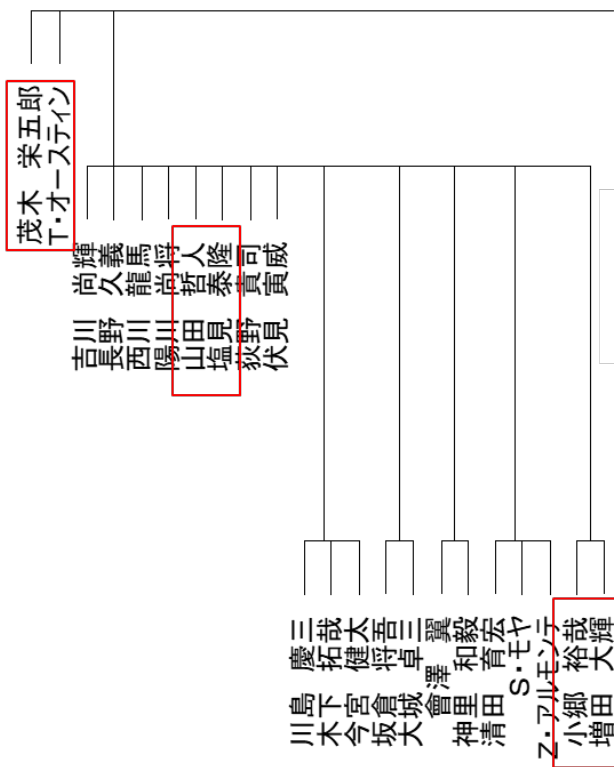 茂木 栄五郎
T・オースティン
吉川 尚輝
長野 久義
西川 龍馬
陽川 尚将
山田 哲人
塩見 泰隆
荻野 貴司
伏見 寅威
川島 慶三
木下 拓哉
今宮 健太
坂倉 将吾
大城 卓三
會澤 翼
神里 和毅
清田 育宏
S・モヤ
Z・アルモンテ
小郷 裕哉
増田 大輝